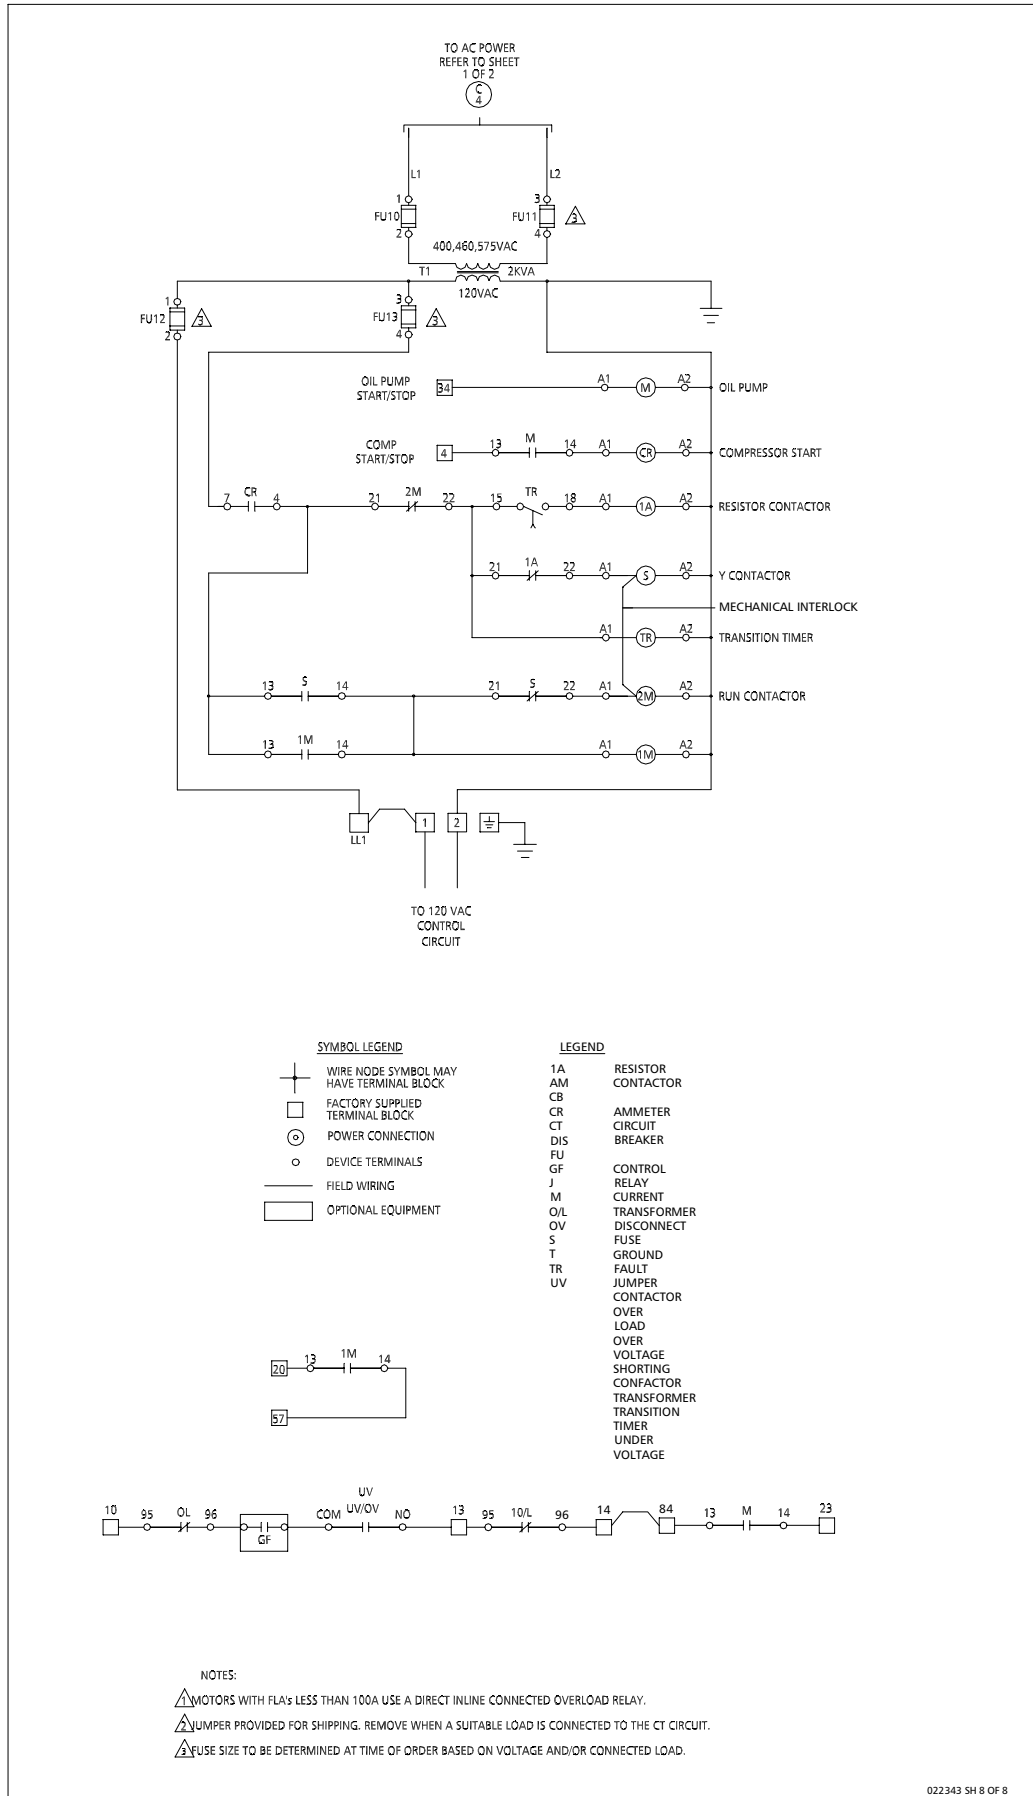 TO AC POWER
REFER TO SHEET
1 OF 2
C
4
L1
L2
1
3
FU10
FU11
3
2
4
400,460,575VAC
T1
2KVA
120VAC
1
3
FU12
3
FU13
3
2
4
OIL PUMP
START/STOP
34
A1
M
A2
OIL PUMP
COMP
START/STOP
4
13
M
14
A1
CR
A2
COMPRESSOR START
7
CR
4
21
2M
22
15
TR
18
A1
1A
A2
RESISTOR CONTACTOR
21
1A
22
A1
S
A2
Y CONTACTOR
MECHANICAL INTERLOCK
A1
TR
A2
TRANSITION TIMER
13
S
14
21
S
22
A1
2M
A2
RUN CONTACTOR
13
1M
14
A1
1M
A2
LL1
1
2
TO 120 VAC
CONTROL
CIRCUIT
SYMBOL LEGEND
WIRE NODE SYMBOL MAY
HAVE TERMINAL BLOCK
FACTORY SUPPLIED
TERMINAL BLOCK
POWER CONNECTION
DEVICE TERMINALS
FIELD WIRING
OPTIONAL EQUIPMENT
LEGEND
1A
AM
CB
CR
CT
DIS
FU
GF
J
M
O/L
OV
S
T
TR
UV
RESISTOR
CONTACTOR
AMMETER
CIRCUIT
BREAKER
CONTROL
RELAY
CURRENT
TRANSFORMER
DISCONNECT
FUSE
GROUND
FAULT
JUMPER
CONTACTOR
OVER
LOAD
OVER
VOLTAGE
SHORTING
CONFACTOR
TRANSFORMER
TRANSITION
TIMER
UNDER
VOLTAGE
20
13
1M
14
57
10
95
OL
96
GF
COM
UV
UV/OV
NO
13
95
10/L
96
14
84
13
M
14
23
NOTES:
1 MOTORS WITH FLA's LESS THAN 100A USE A DIRECT INLINE CONNECTED OVERLOAD RELAY.
2 JUMPER PROVIDED FOR SHIPPING. REMOVE WHEN A SUITABLE LOAD IS CONNECTED TO THE CT CIRCUIT.
3 FUSE SIZE TO BE DETERMINED AT TIME OF ORDER BASED ON VOLTAGE AND/OR CONNECTED LOAD.
022343 SH 8 OF 8